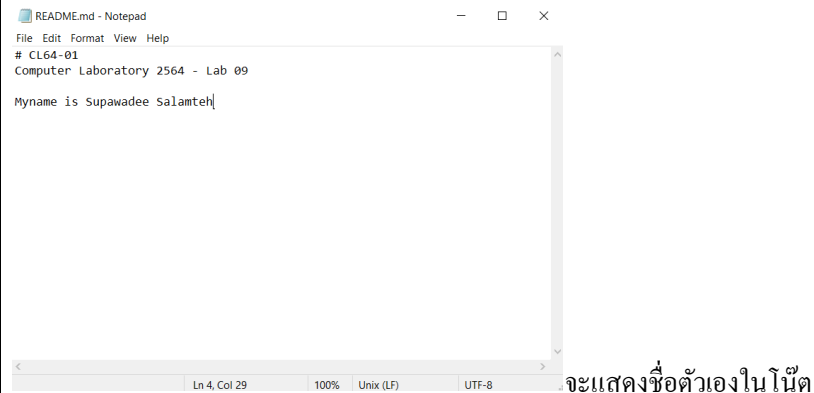 README.md - Notepad
File Edit Format View Help
# CL64-01
Computer Laboratory 2564 - Lab 09
Myname is Supawadee Salamteh
Ln 4, Col 29 100% Unix (LF) UTF-8
จะแสดงชื่อตัวเองในโน๊ต